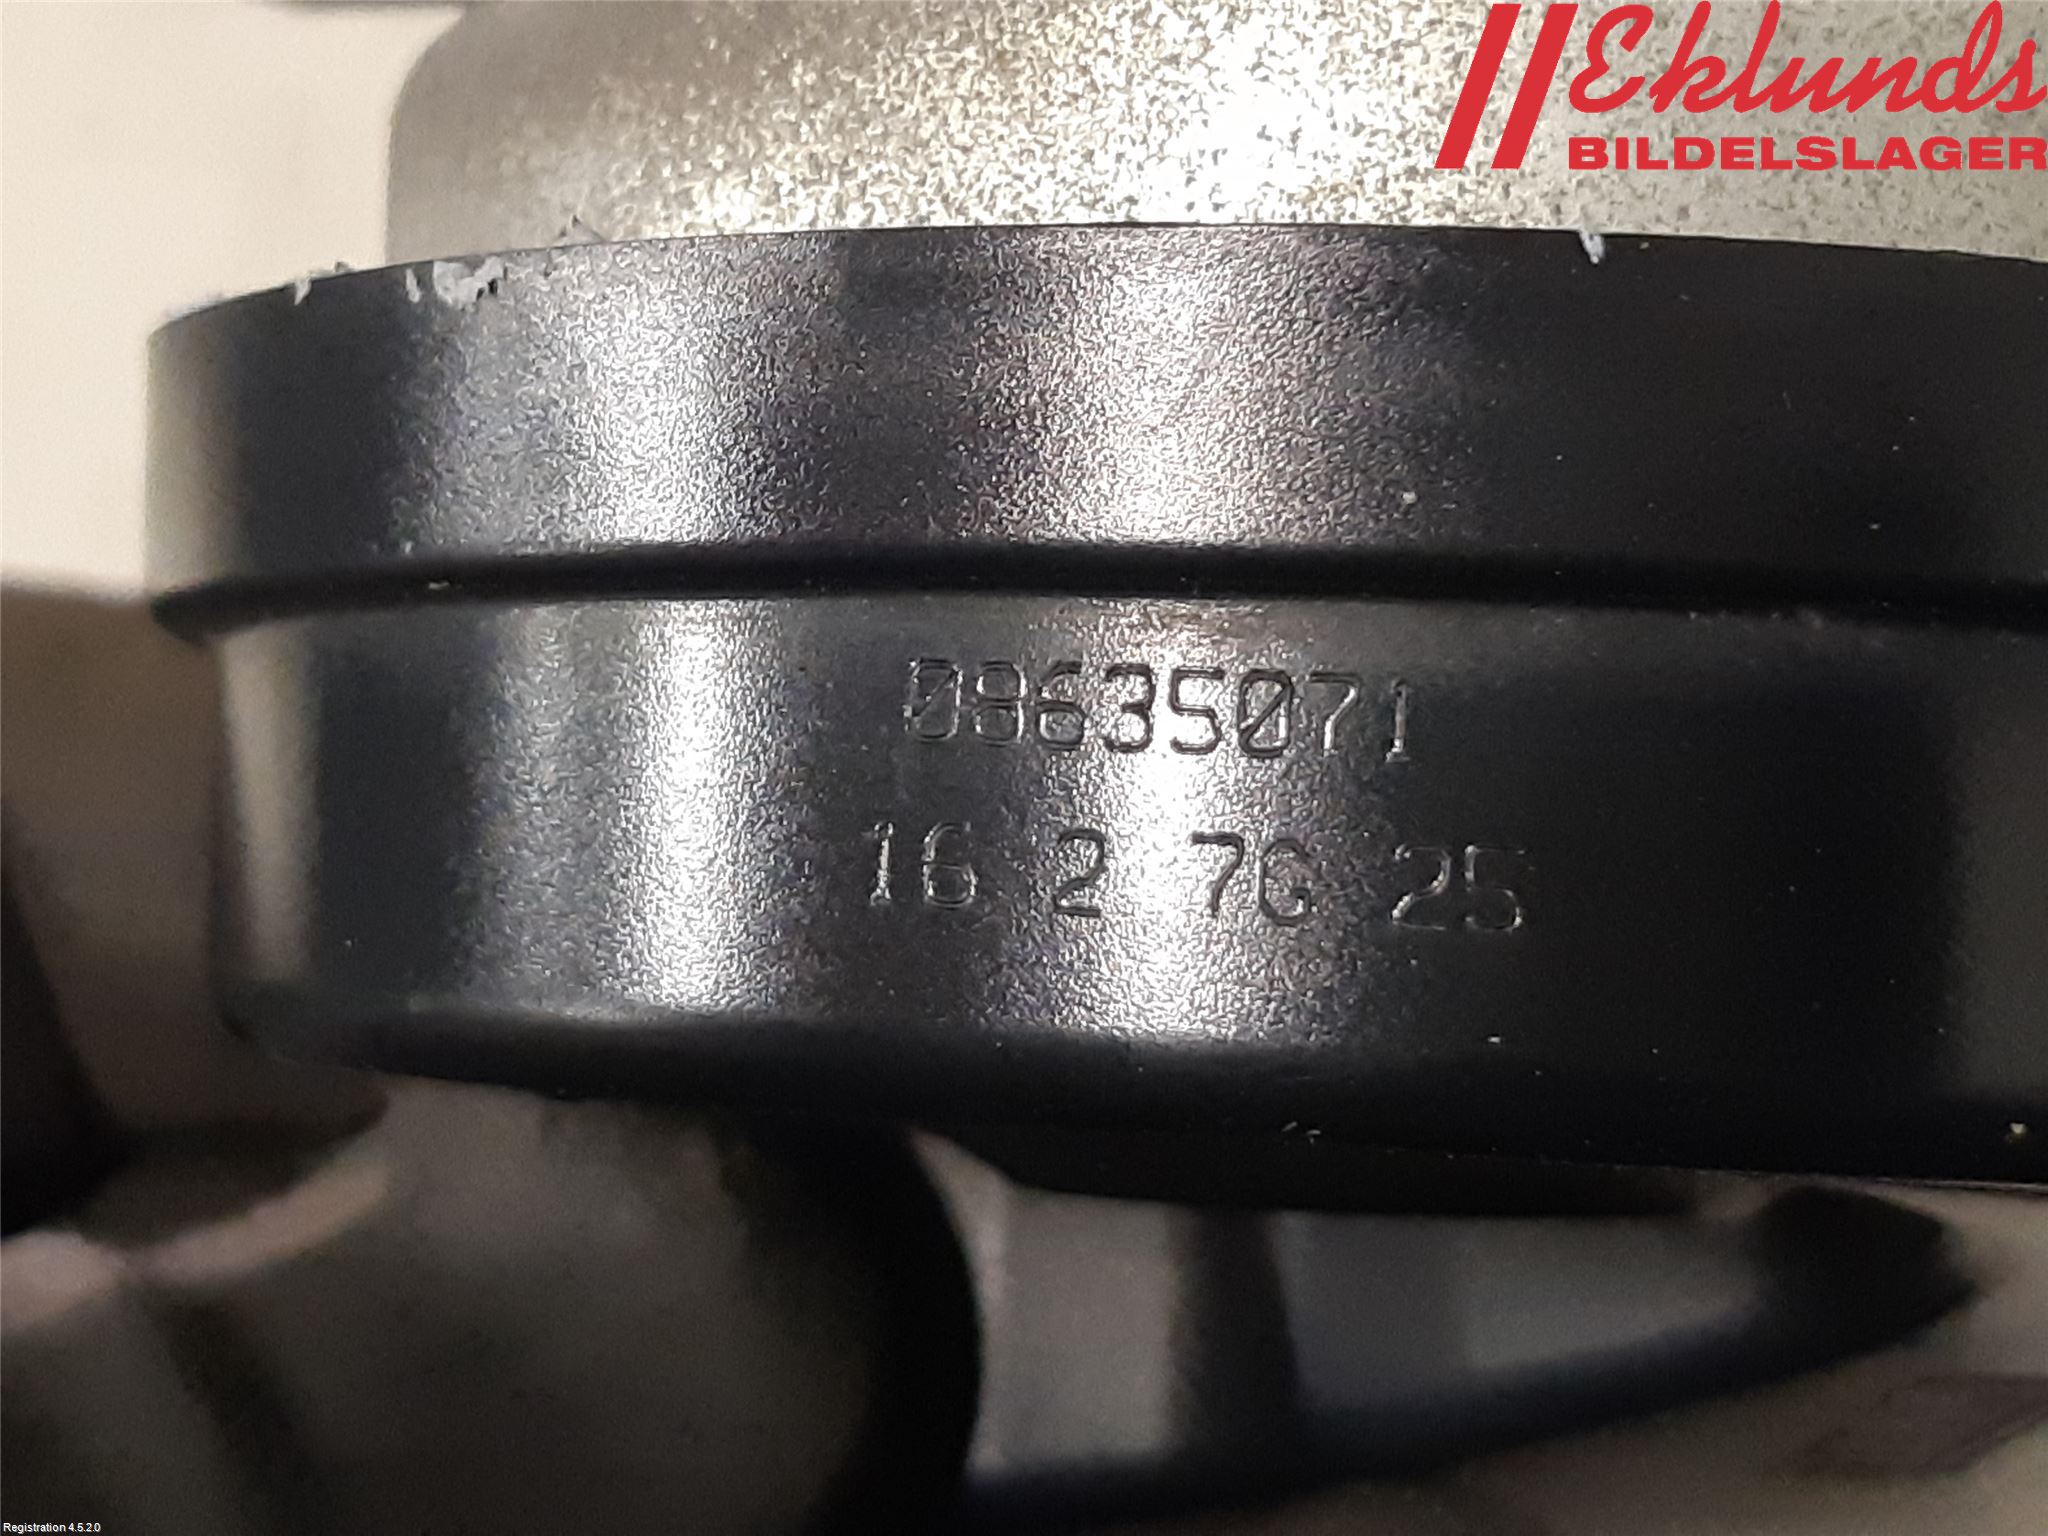 Eklunds
BILDELSLAGER
08635071
16 2 7G 25
Registration 4.5.2.0